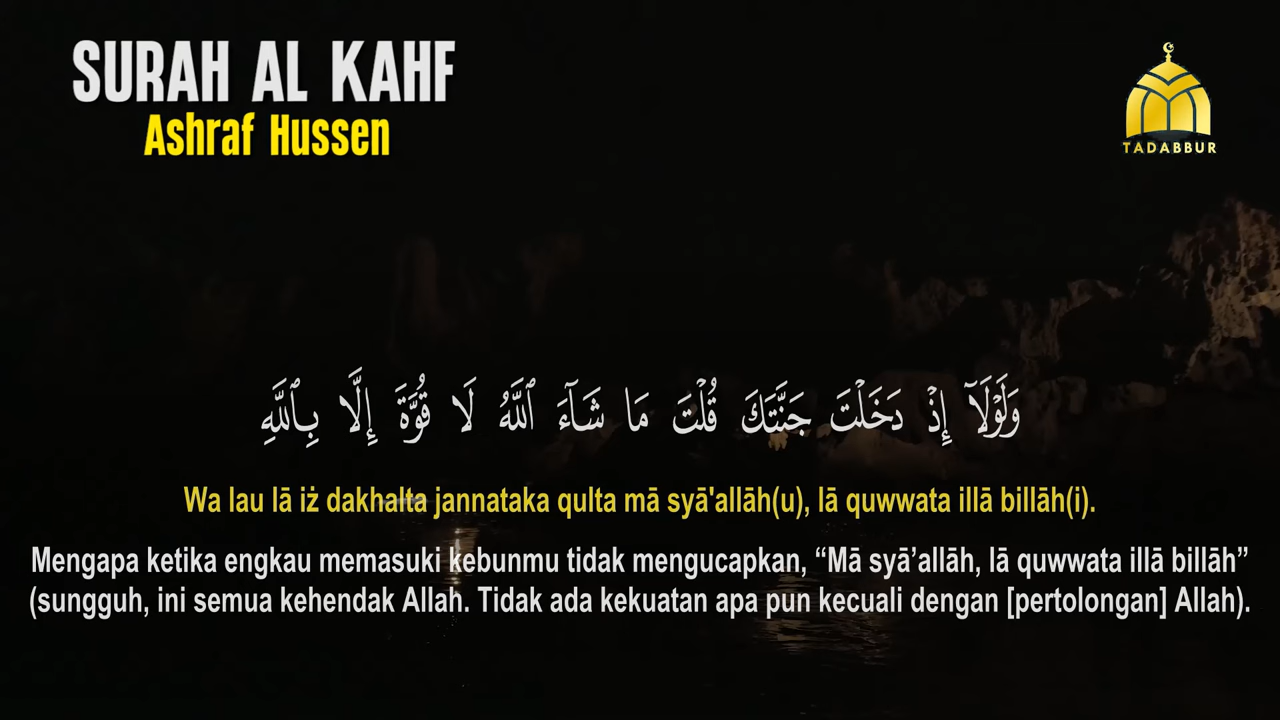 SURAH AL KAHF
Ashraf Hussen
TADABBUR
وَلَوْلَآ إِذْ دَخَلْتَ جَنَّتَكَ قُلْتَ مَا شَآءَ ٱللَّهُ لَا قُوَّةَ إِلَّا بِٱللَّهِ
Wa lau lā iż dakhalta jannataka qulta mā syā'allāh(u), lā quwwata illā billāh(i).
Mengapa ketika engkau memasuki kebunmu tidak mengucapkan, “Mā syā’allāh, lā quwwata illā billāh”
(sungguh, ini semua kehendak Allah. Tidak ada kekuatan apa pun kecuali dengan [pertolongan] Allah).